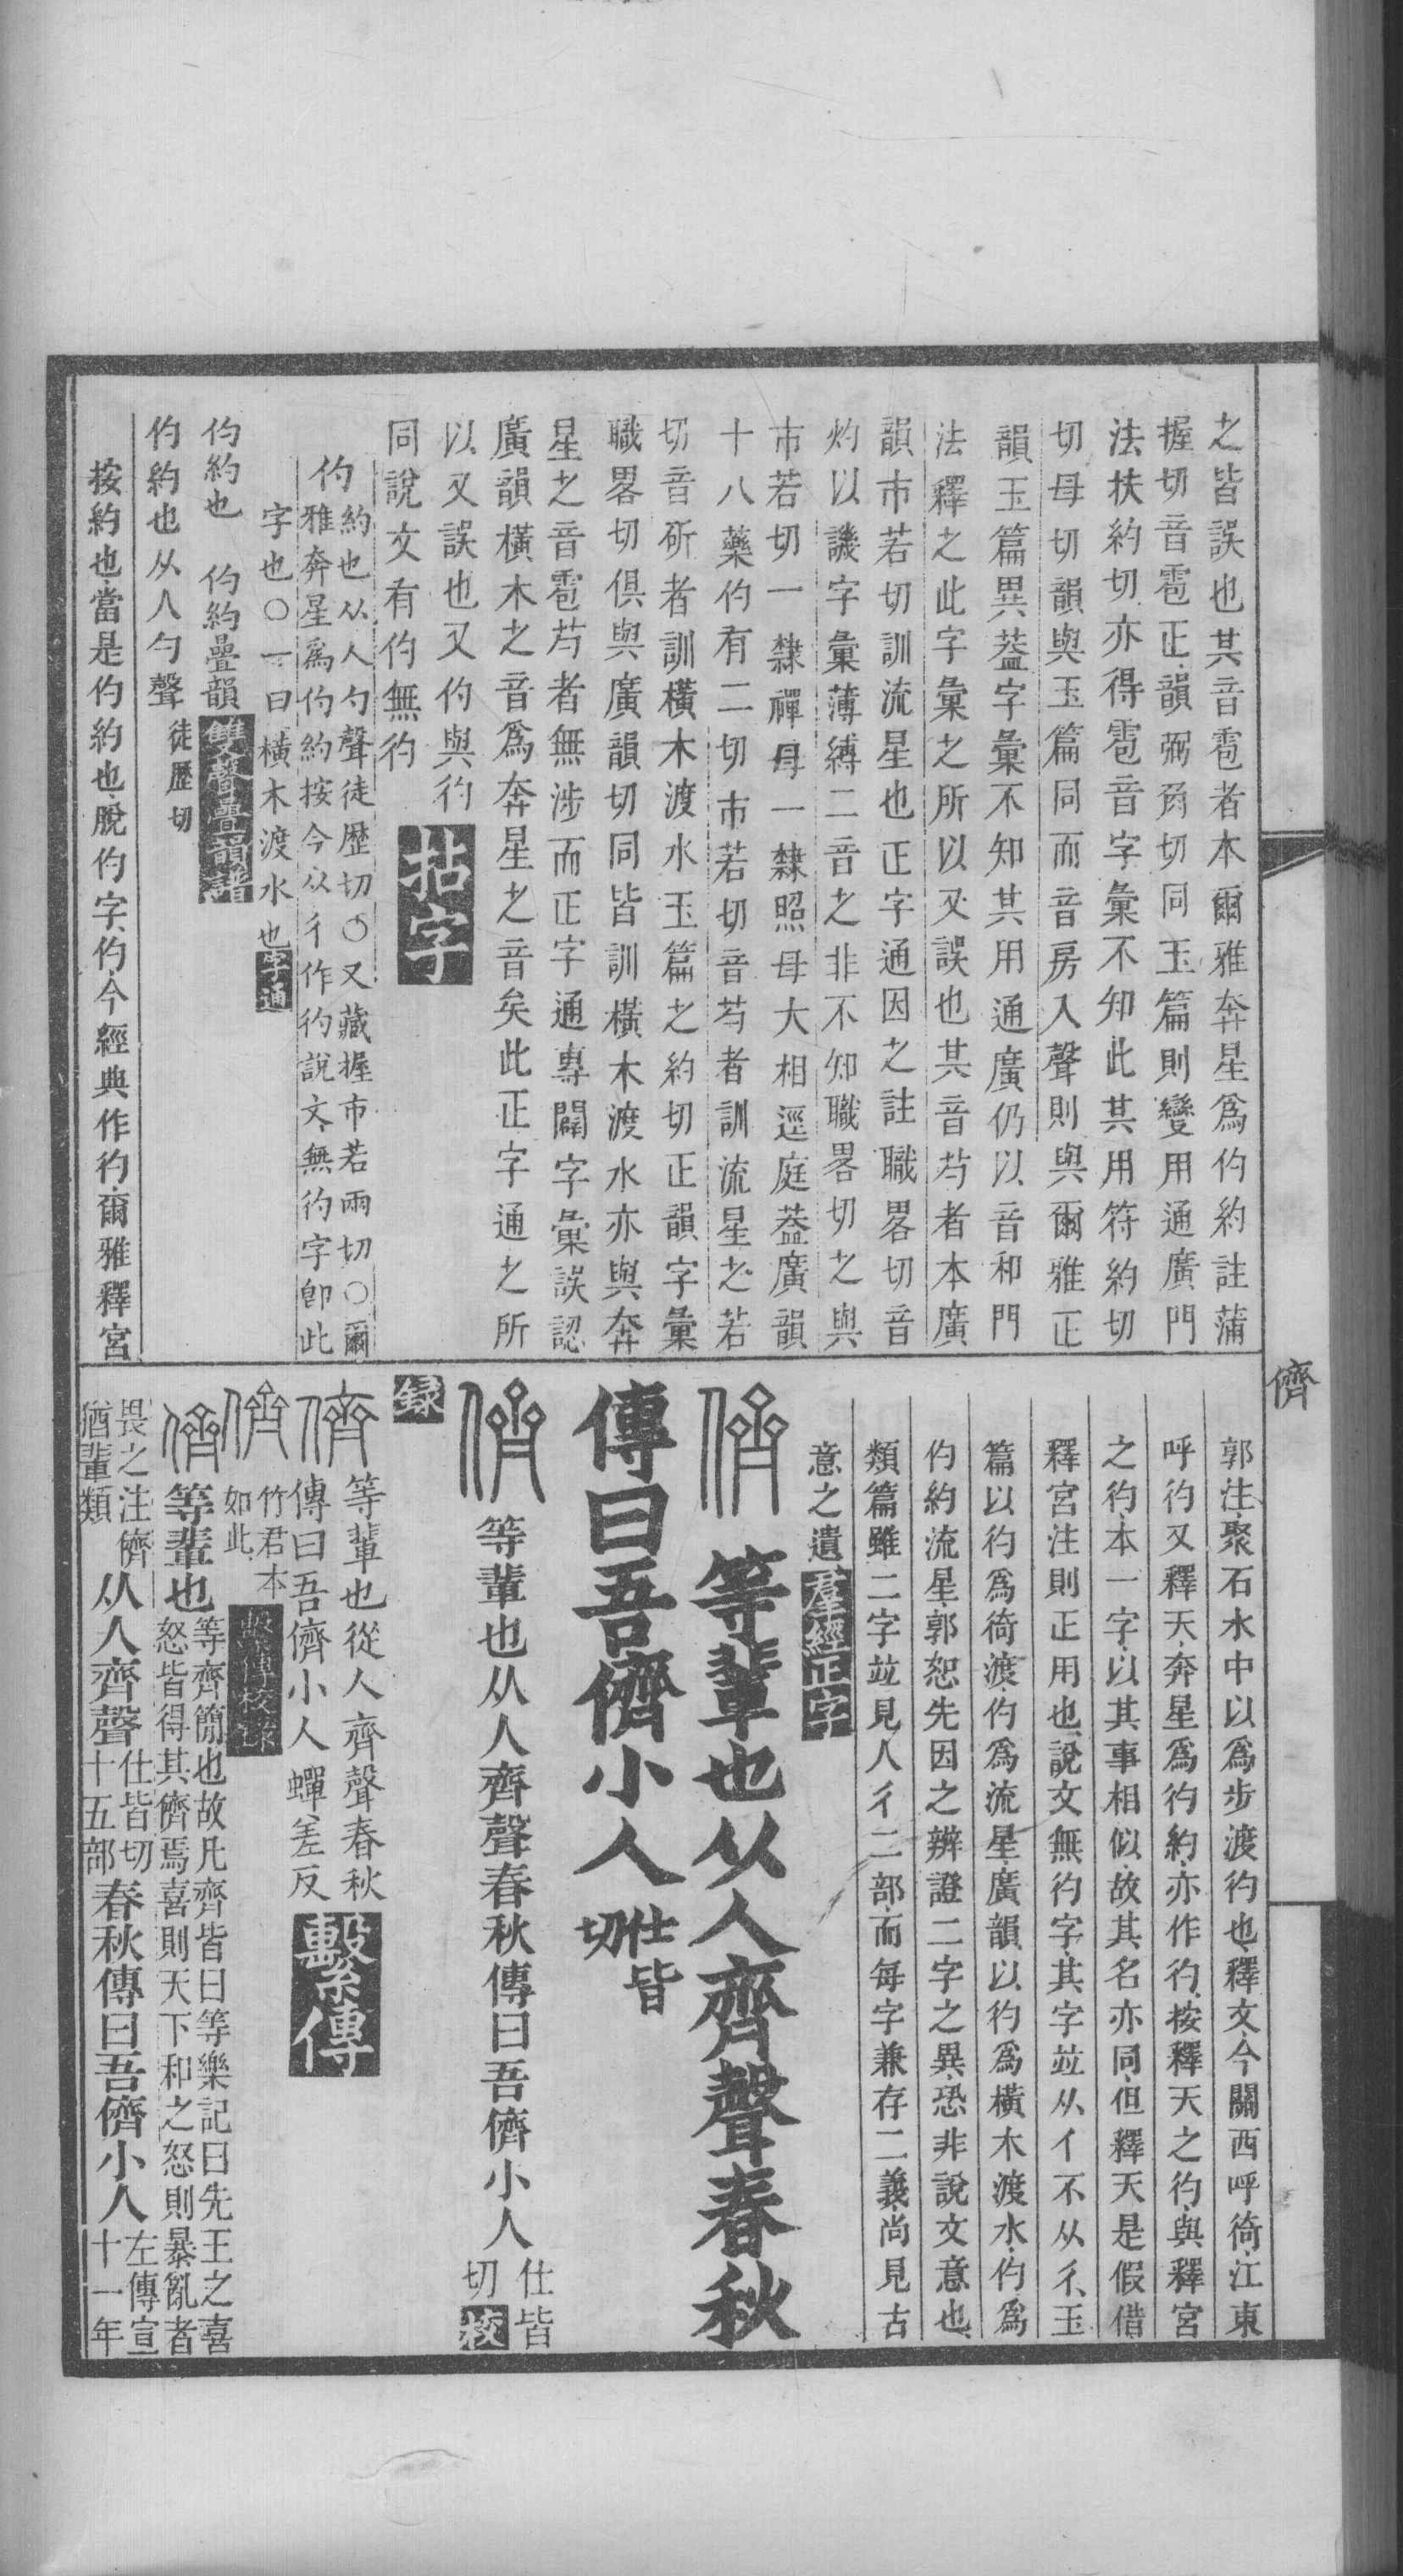 之皆誤也其音雹者本爾雅奔星爲仢約註蒲
握切音雹正韻弼角切同玉篇則變用通廣門
法扶約切亦得雹音字彙不知此其用符約切
切母切韻與玉篇同而音房入聲則與爾雅正
韻玉篇異葢字彙不知其用通廣仍以音和門
法釋之此字彙之所以又誤也其音芍者本廣
韻市若切訓流星也正字通因之註職畧切音
灼以譏字彙薄縛二音之非不知職畧切之與
市若切一隸禪母一隸照母大相逕庭葢廣韻
十八藥仢有二切市若切音芍者訓流星之若
切音斫者訓橫木渡水玉篇之約切正韻字彙
職畧切俱與廣韻切同皆訓橫木渡水亦與奔
星之音雹芍者無涉而正字通專闢字彙誤認
廣韻橫木之音爲奔星之音矣此正字通之所
以又誤也又仢與彴
同說文有仢無彴拈字
仢約也从人勺聲徒歴切○又藏握市若兩切○爾
雅奔星爲仢約按今从彳作彴說文無彴字卽此
字也○一曰橫木渡水也字通
仢約也 仢約疊韻雙聲疊韻譜
仢約也从人勺聲徒歷切
按約也當是仢約也脫仢字仢今經典作彴爾雅釋宮
儕
郭注聚石水中以爲步渡彴也釋文今關西呼徛江東
呼彴又釋天奔星爲彴約亦作彴按釋天之彴與釋宮
之彴本一字以其事相似故其名亦同但釋天是假借
釋宮注則正用也說文無彴字其字竝从亻不从彳玉
篇以彴爲徛渡仢爲流星廣韻以彴爲橫木渡水仢爲
仢約流星郭恕先因之辨證二字之異恐非說文意也
類篇雖二字竝見人彳二部而每字兼存二義尚見古
意之遺羣經正字
儕 等輩也从人齊聲春秋
傳曰吾儕小人仕皆切
儕 等輩也从人齊聲春秋傳曰吾儕小人仕皆切校
錄
儕 等輩也從人齊聲春秋
傳曰吾儕小人蟬差反繫傳
儕 竹君本如此繫傳校錄
儕 等輩也等齊簡也故凡齊皆曰等樂記曰先王之喜
怒皆得其儕焉喜則天下和之怒則暴亂者
畏之注儕猶輩類从人齊聲仕皆切十五部春秋傳曰吾儕小人左傳宣十一年